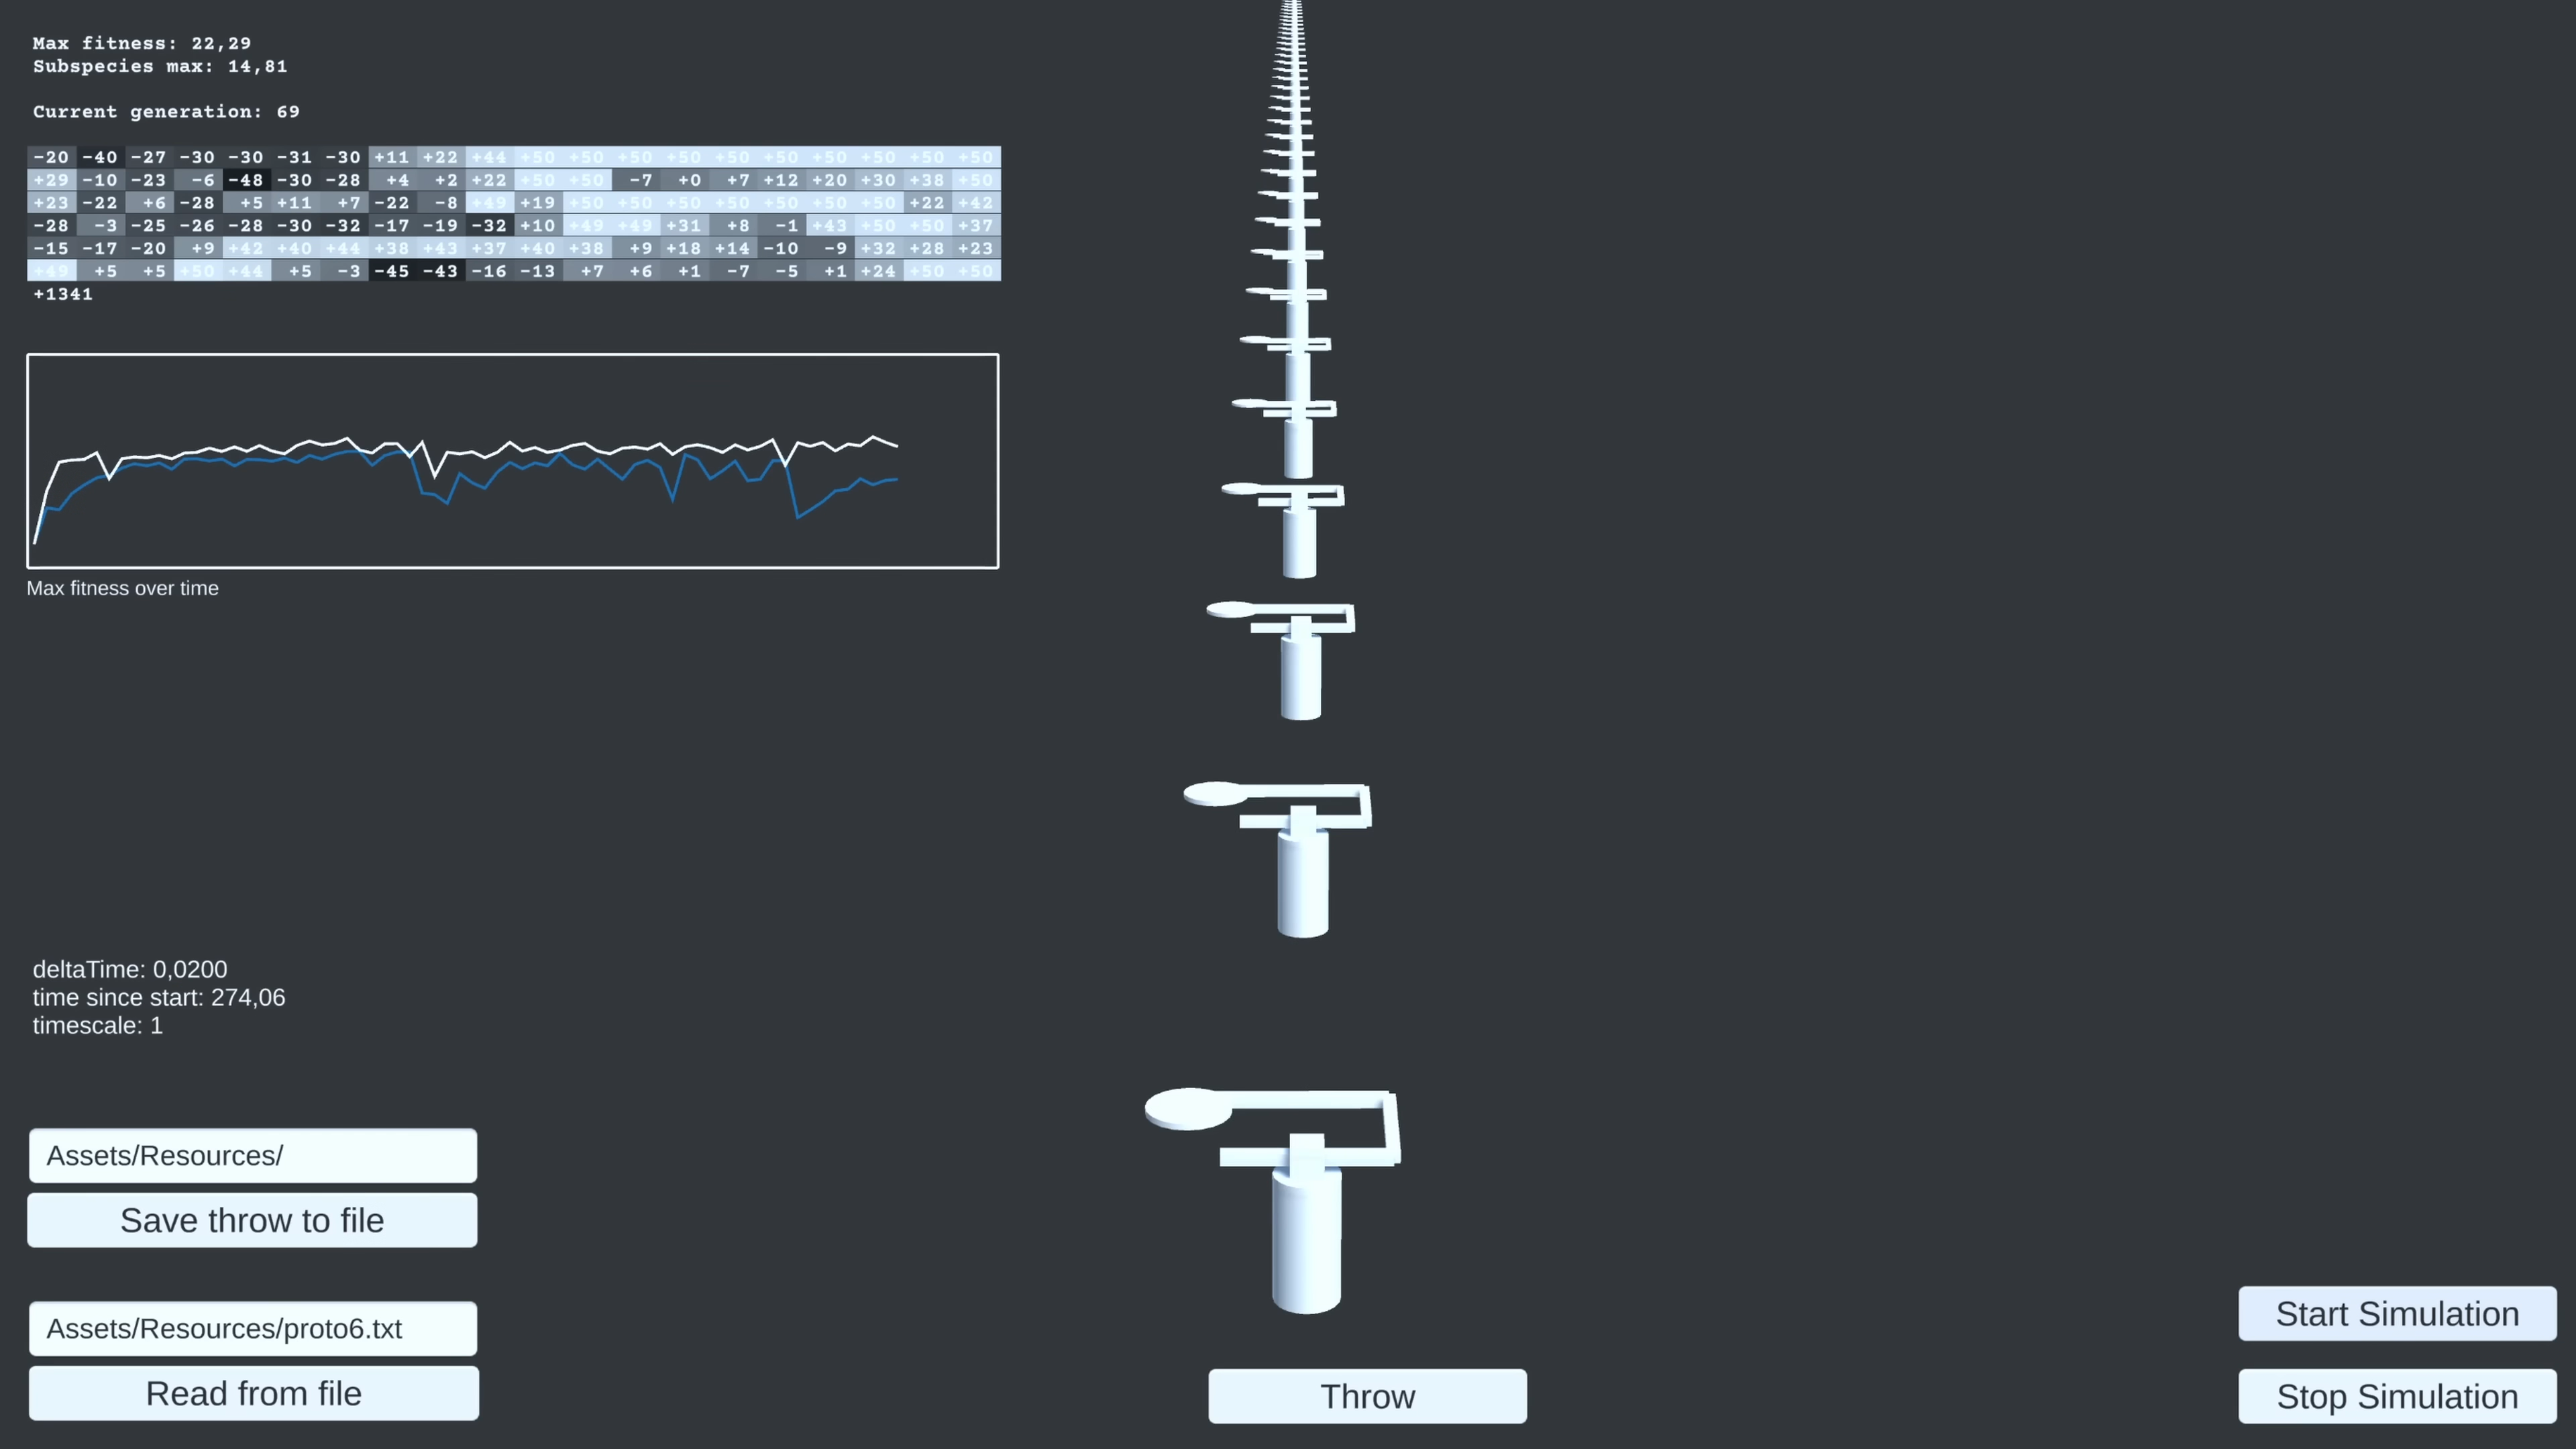 Max fitness: 22,29
Subspecies max: 14,81
Current generation: 69
-20 -40 -27 -30 -30 -31 -30 +11 +22 +44 +50 +50 +50 +50 +50 +50 +50 +50 +50 +50
+29 -10 -23 -6 -48 -30 -28 +4 +2 +22 +50 +50 -7 +0 +7 +12 +20 +30 +38 +50
+23 -22 +6 -28 +5 +11 +7 -22 -8 +49 +19 +50 +50 +50 +50 +50 +50 +50 +22 +42
-28 -3 -25 -26 -28 -30 -32 -17 -19 -32 +10 +49 +49 +31 +8 -1 +43 +50 +50 +37
-15 -17 -20 +9 +42 +40 +44 +38 +43 +37 +40 +38 +9 +18 +14 -10 -9 +32 +28 +23
+49 +5 +5 +50 +44 +5 -3 -45 -43 -16 -13 +7 +6 +1 -7 -5 +1 +24 +50 +50
+1341
Max fitness over time
deltaTime: 0,0200
time since start: 274,06
timescale: 1
Assets/Resources/
Save throw to file
Assets/Resources/proto6.txt
Read from file
Throw
Start Simulation
Stop Simulation